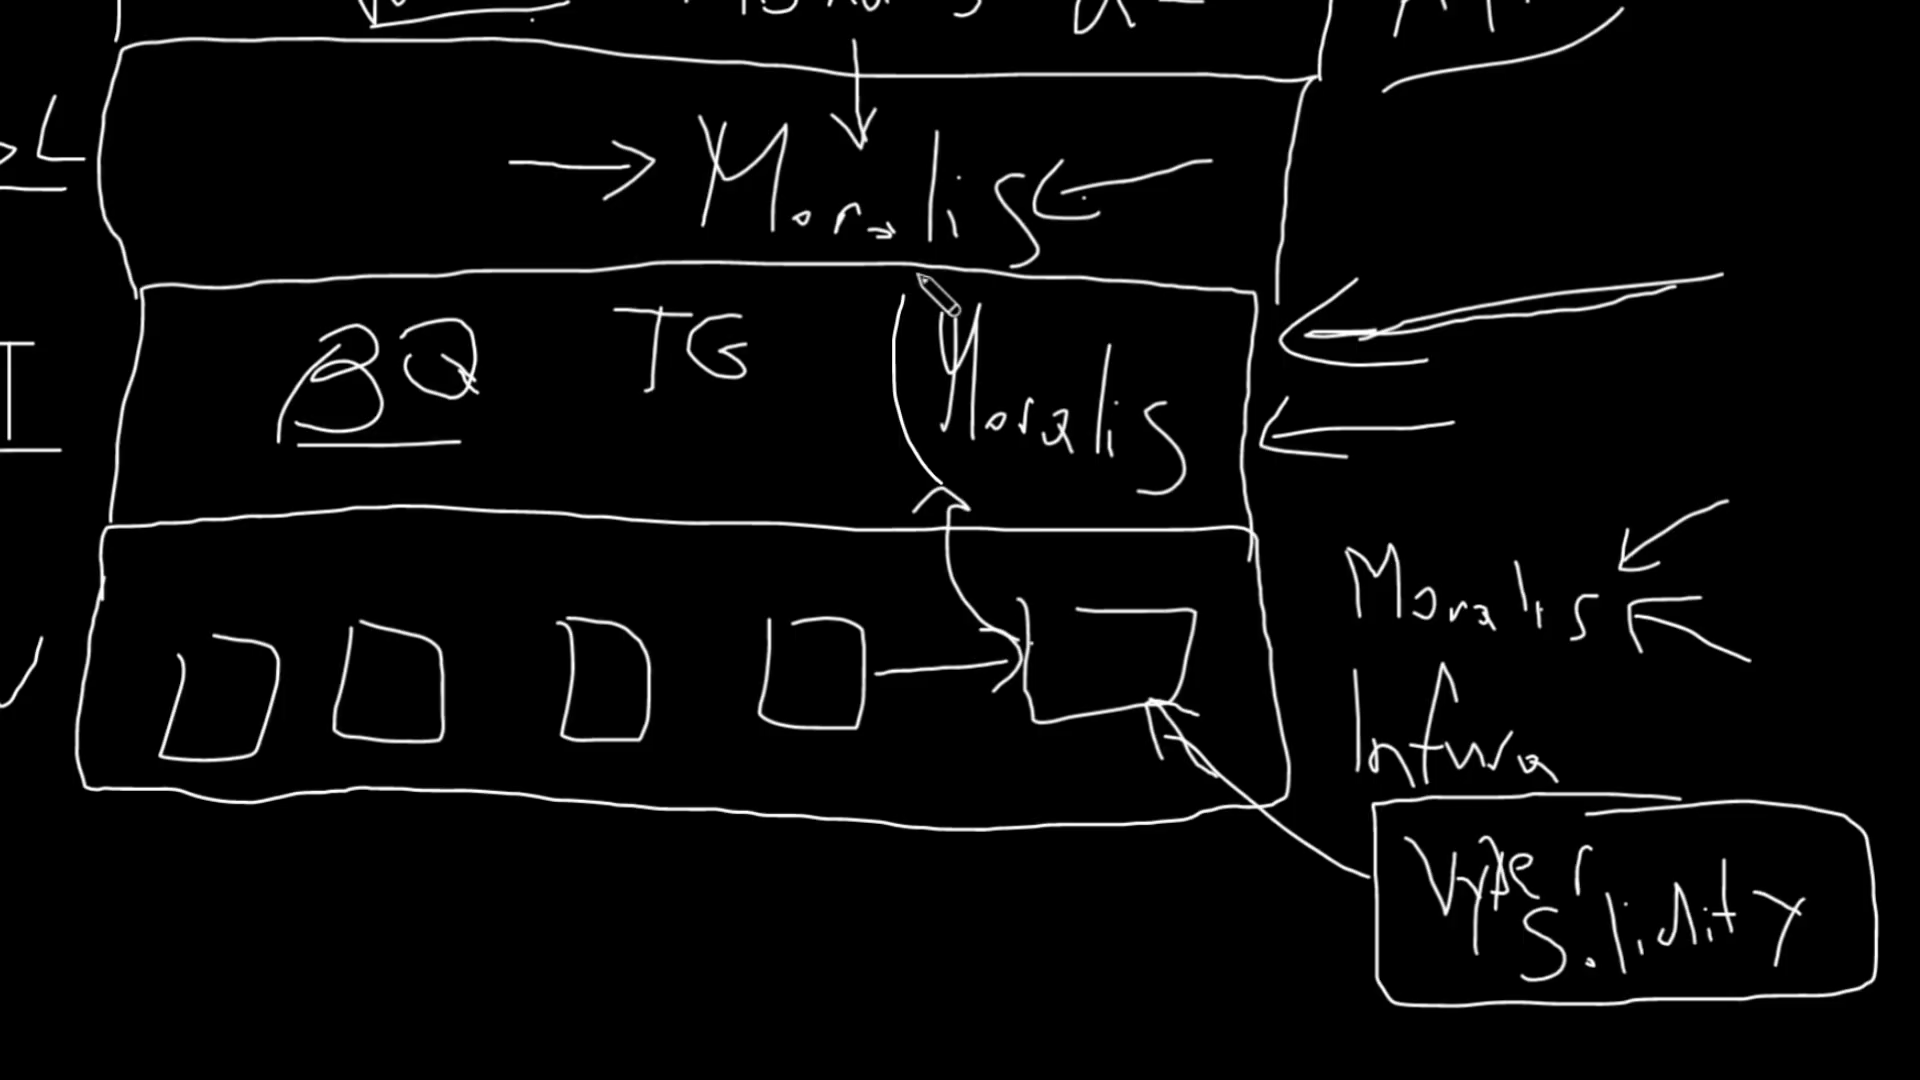 Moralis
BQ TG Moralis
Moralis
Infura
Vyper
Solidity